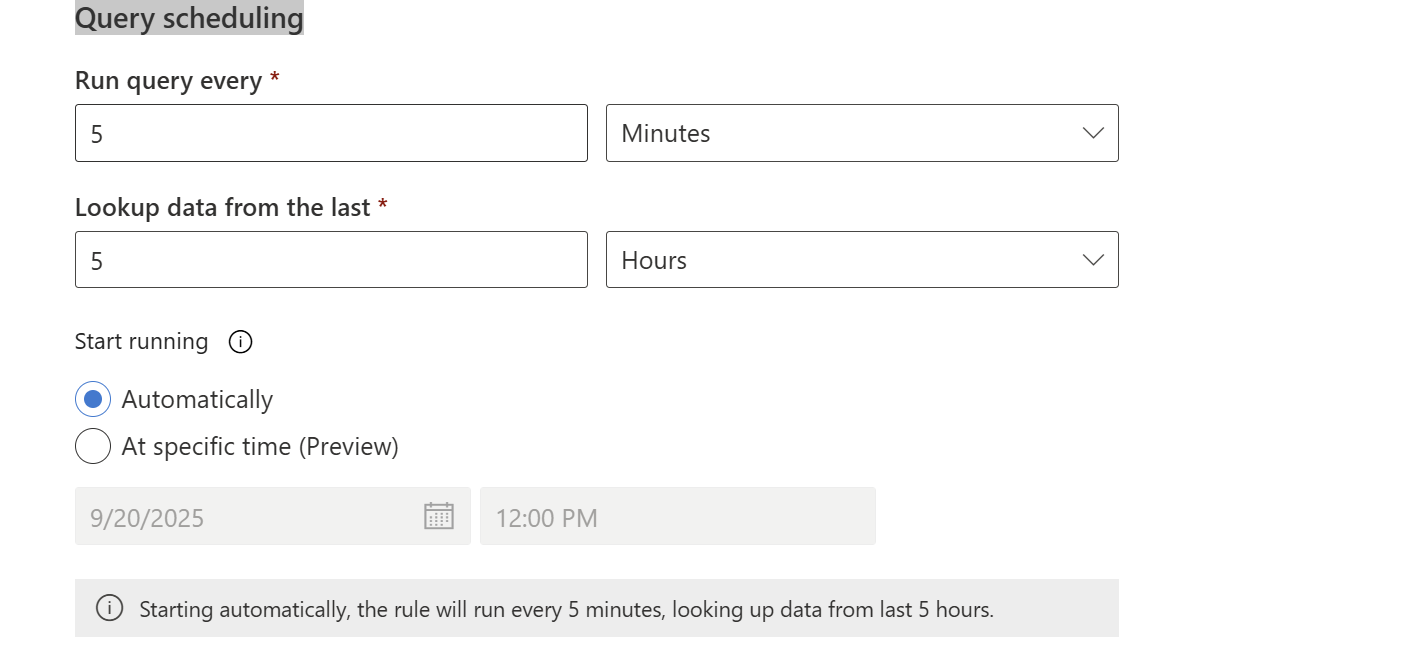 Query scheduling
Run query every *
5 Minutes
Lookup data from the last *
5 Hours
Start running
Automatically
At specific time (Preview)
9/20/2025 12:00 PM
Starting automatically, the rule will run every 5 minutes, looking up data from last 5 hours.